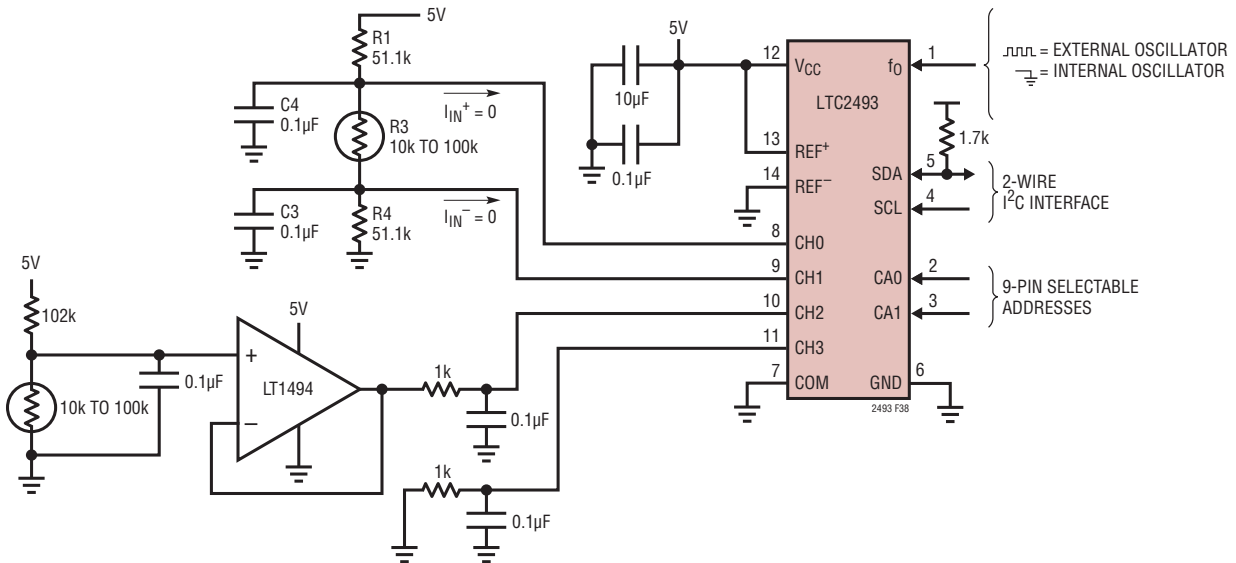 5V
R1
51.1k
C4
0.1µF
I_IN⁺ = 0
R3
10k TO 100k
C3
0.1µF
R4
51.1k
I_IN⁻ = 0
5V
10µF
0.1µF
12
V_CC
13
REF⁺
14
REF⁻
8
CH0
9
CH1
10
CH2
11
CH3
7
COM
LTC2493
f_O
1
SDA
5
SCL
4
CA0
2
CA1
3
GND
6
2493 F38
= EXTERNAL OSCILLATOR
= INTERNAL OSCILLATOR
1.7k
2-WIRE
I²C INTERFACE
9-PIN SELECTABLE
ADDRESSES
5V
102k
10k TO 100k
0.1µF
5V
+
LT1494
−
1k
0.1µF
1k
0.1µF